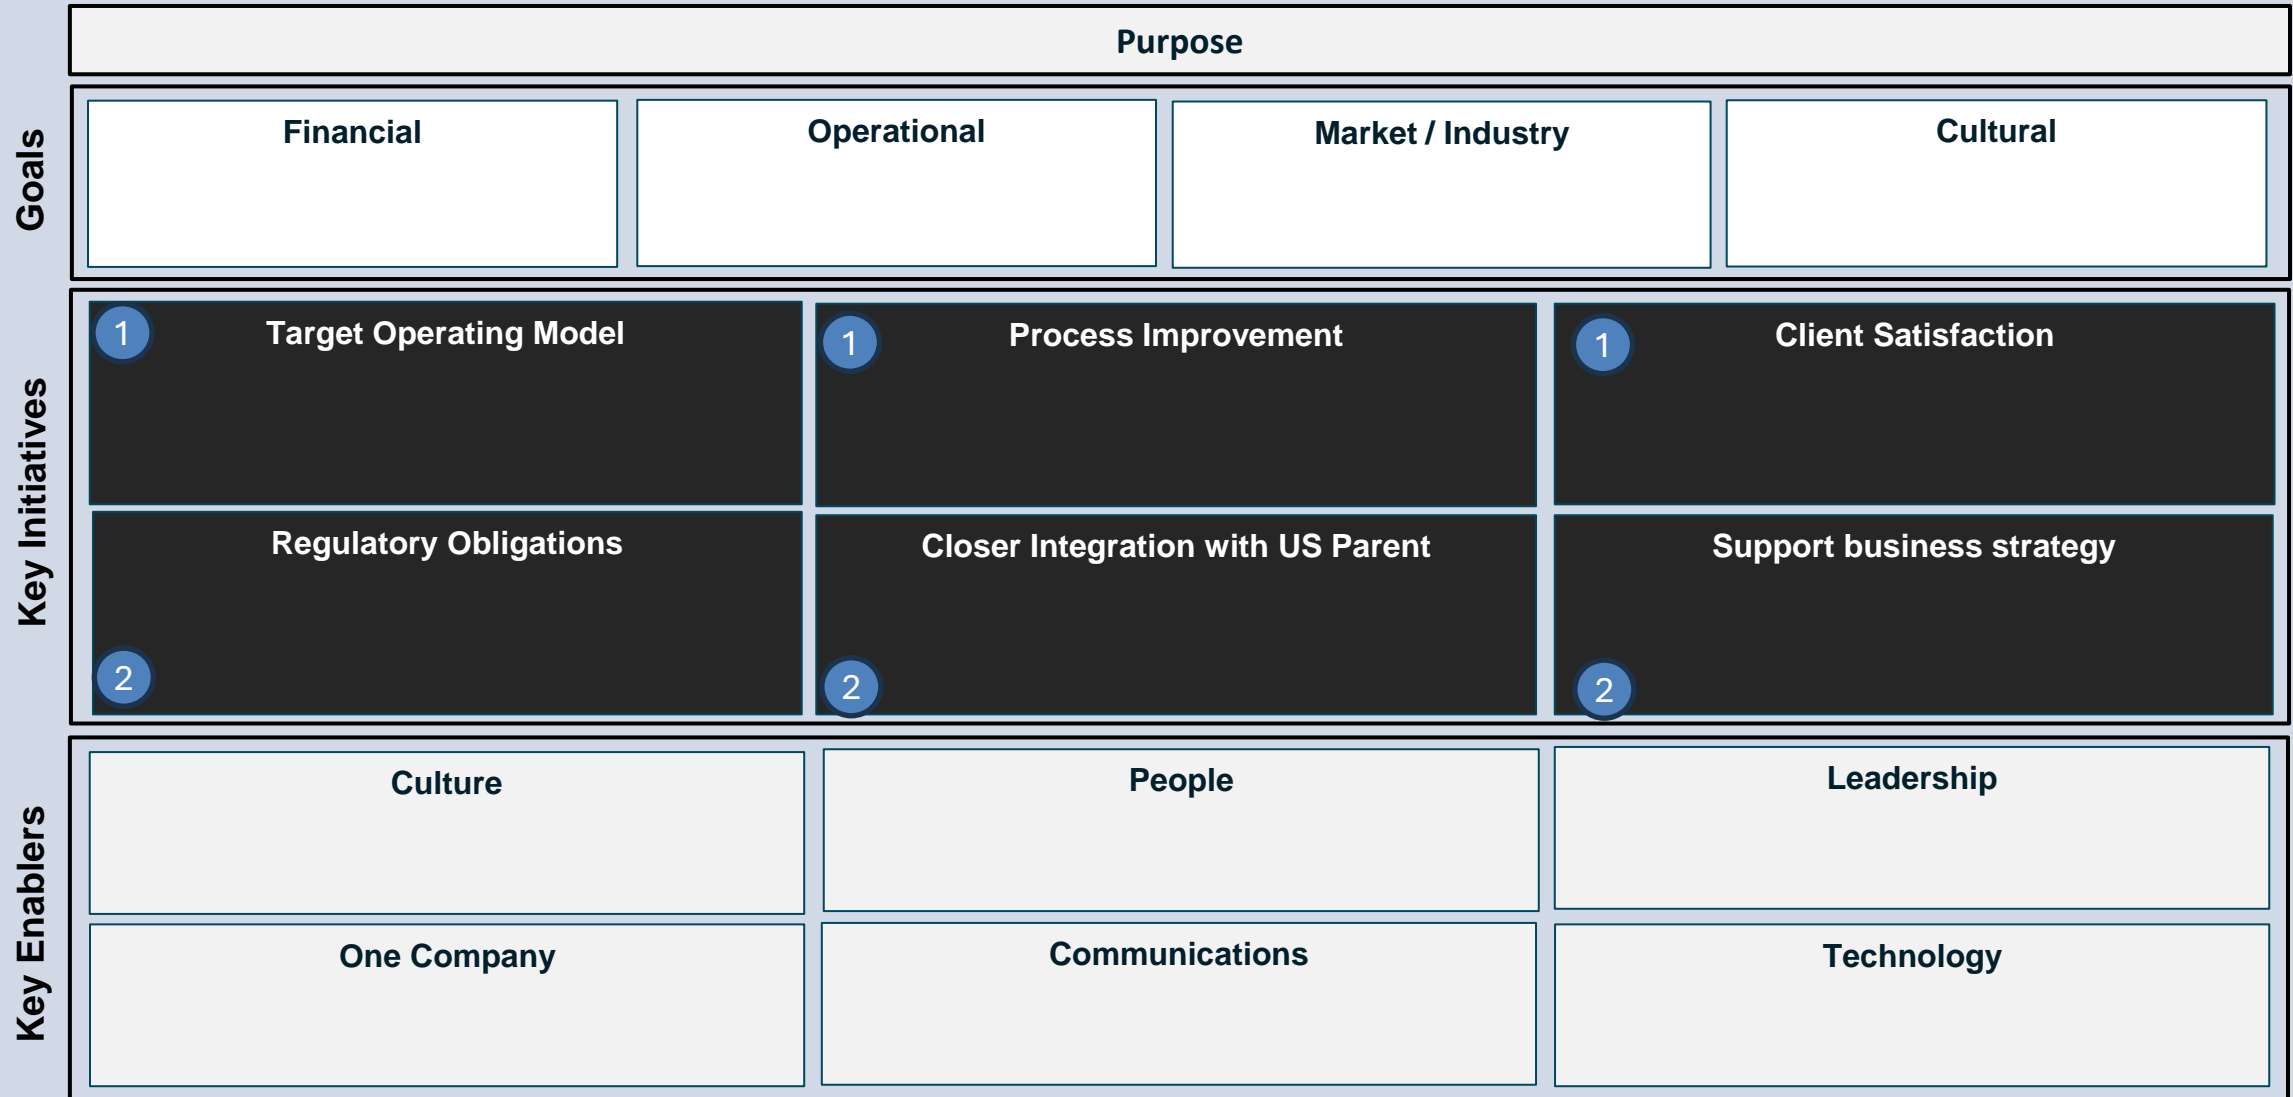 Purpose
Goals
Financial
Operational
Market / Industry
Cultural
Key Initiatives
1
Target Operating Model
1
Process Improvement
1
Client Satisfaction
Regulatory Obligations
2
Closer Integration with US Parent
2
Support business strategy
2
Key Enablers
Culture
People
Leadership
One Company
Communications
Technology